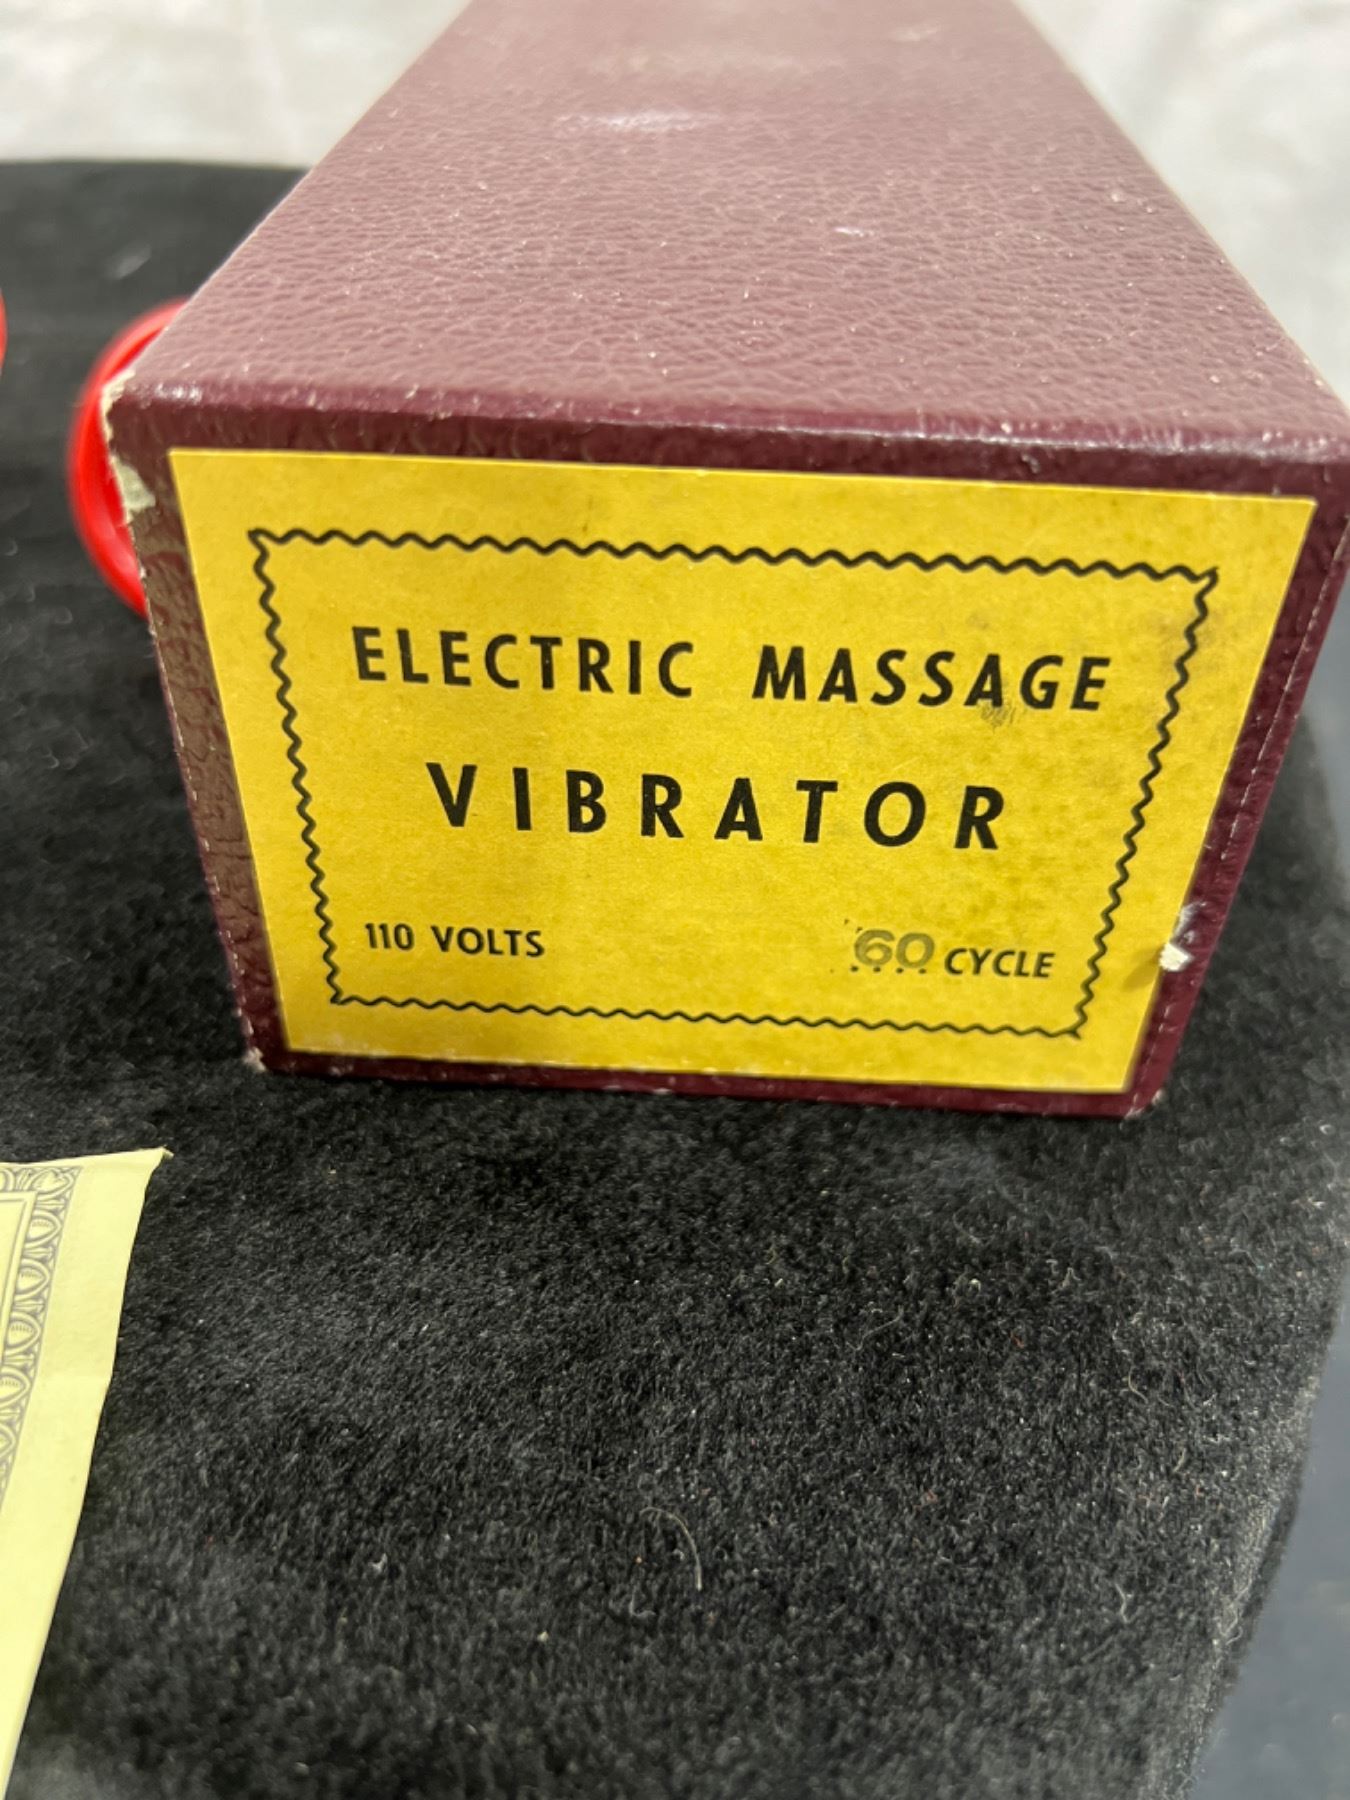 ELECTRIC MASSAGE
VIBRATOR
110 VOLTS 60 CYCLE